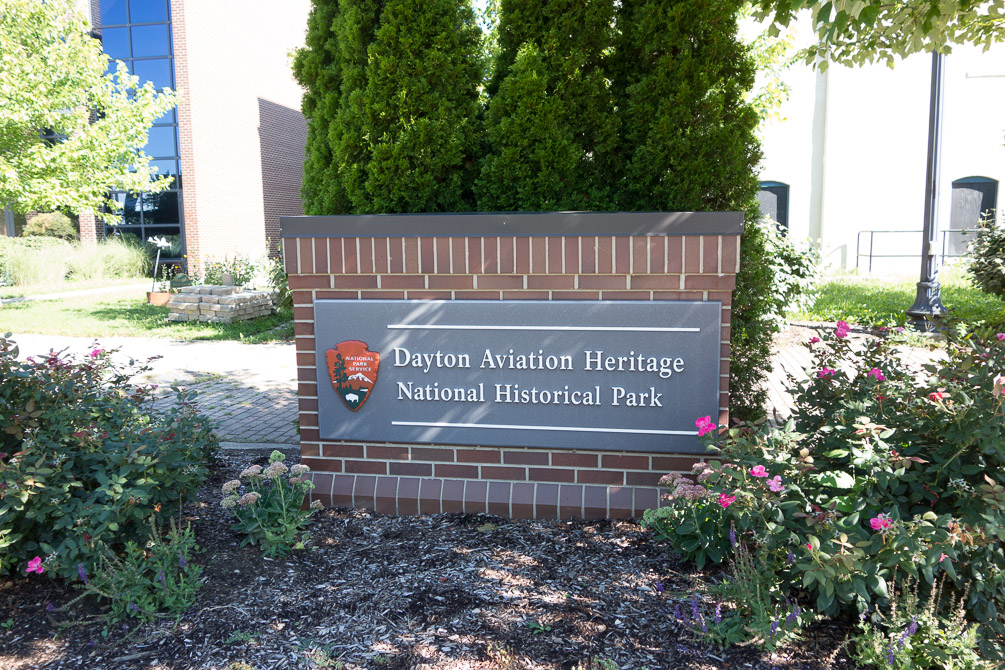 NATIONAL
PARK
SERVICE
Dayton Aviation Heritage
National Historical Park